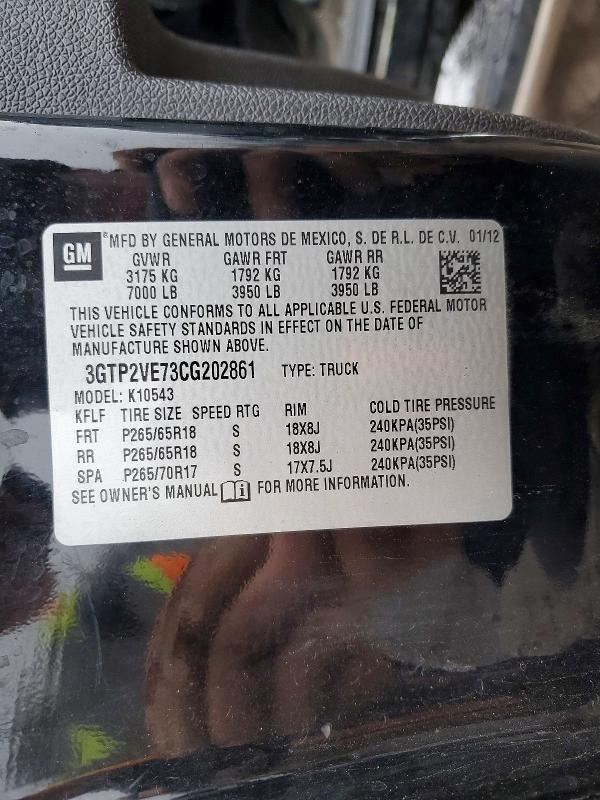 GM
®MFD BY GENERAL MOTORS DE MEXICO, S. DE R.L. DE C.V. 01/12
GVWR GAWR FRT GAWR RR
3175 KG 1792 KG 1792 KG
7000 LB 3950 LB 3950 LB
THIS VEHICLE CONFORMS TO ALL APPLICABLE U.S. FEDERAL MOTOR
VEHICLE SAFETY STANDARDS IN EFFECT ON THE DATE OF
MANUFACTURE SHOWN ABOVE.
3GTP2VE73CG202861 TYPE: TRUCK
MODEL: K10543
KFLF TIRE SIZE SPEED RTG RIM COLD TIRE PRESSURE
FRT P265/65R18 S 18X8J 240KPA(35PSI)
RR P265/65R18 S 18X8J 240KPA(35PSI)
SPA P265/70R17 S 17X7.5J 240KPA(35PSI)
SEE OWNER'S MANUAL i FOR MORE INFORMATION.